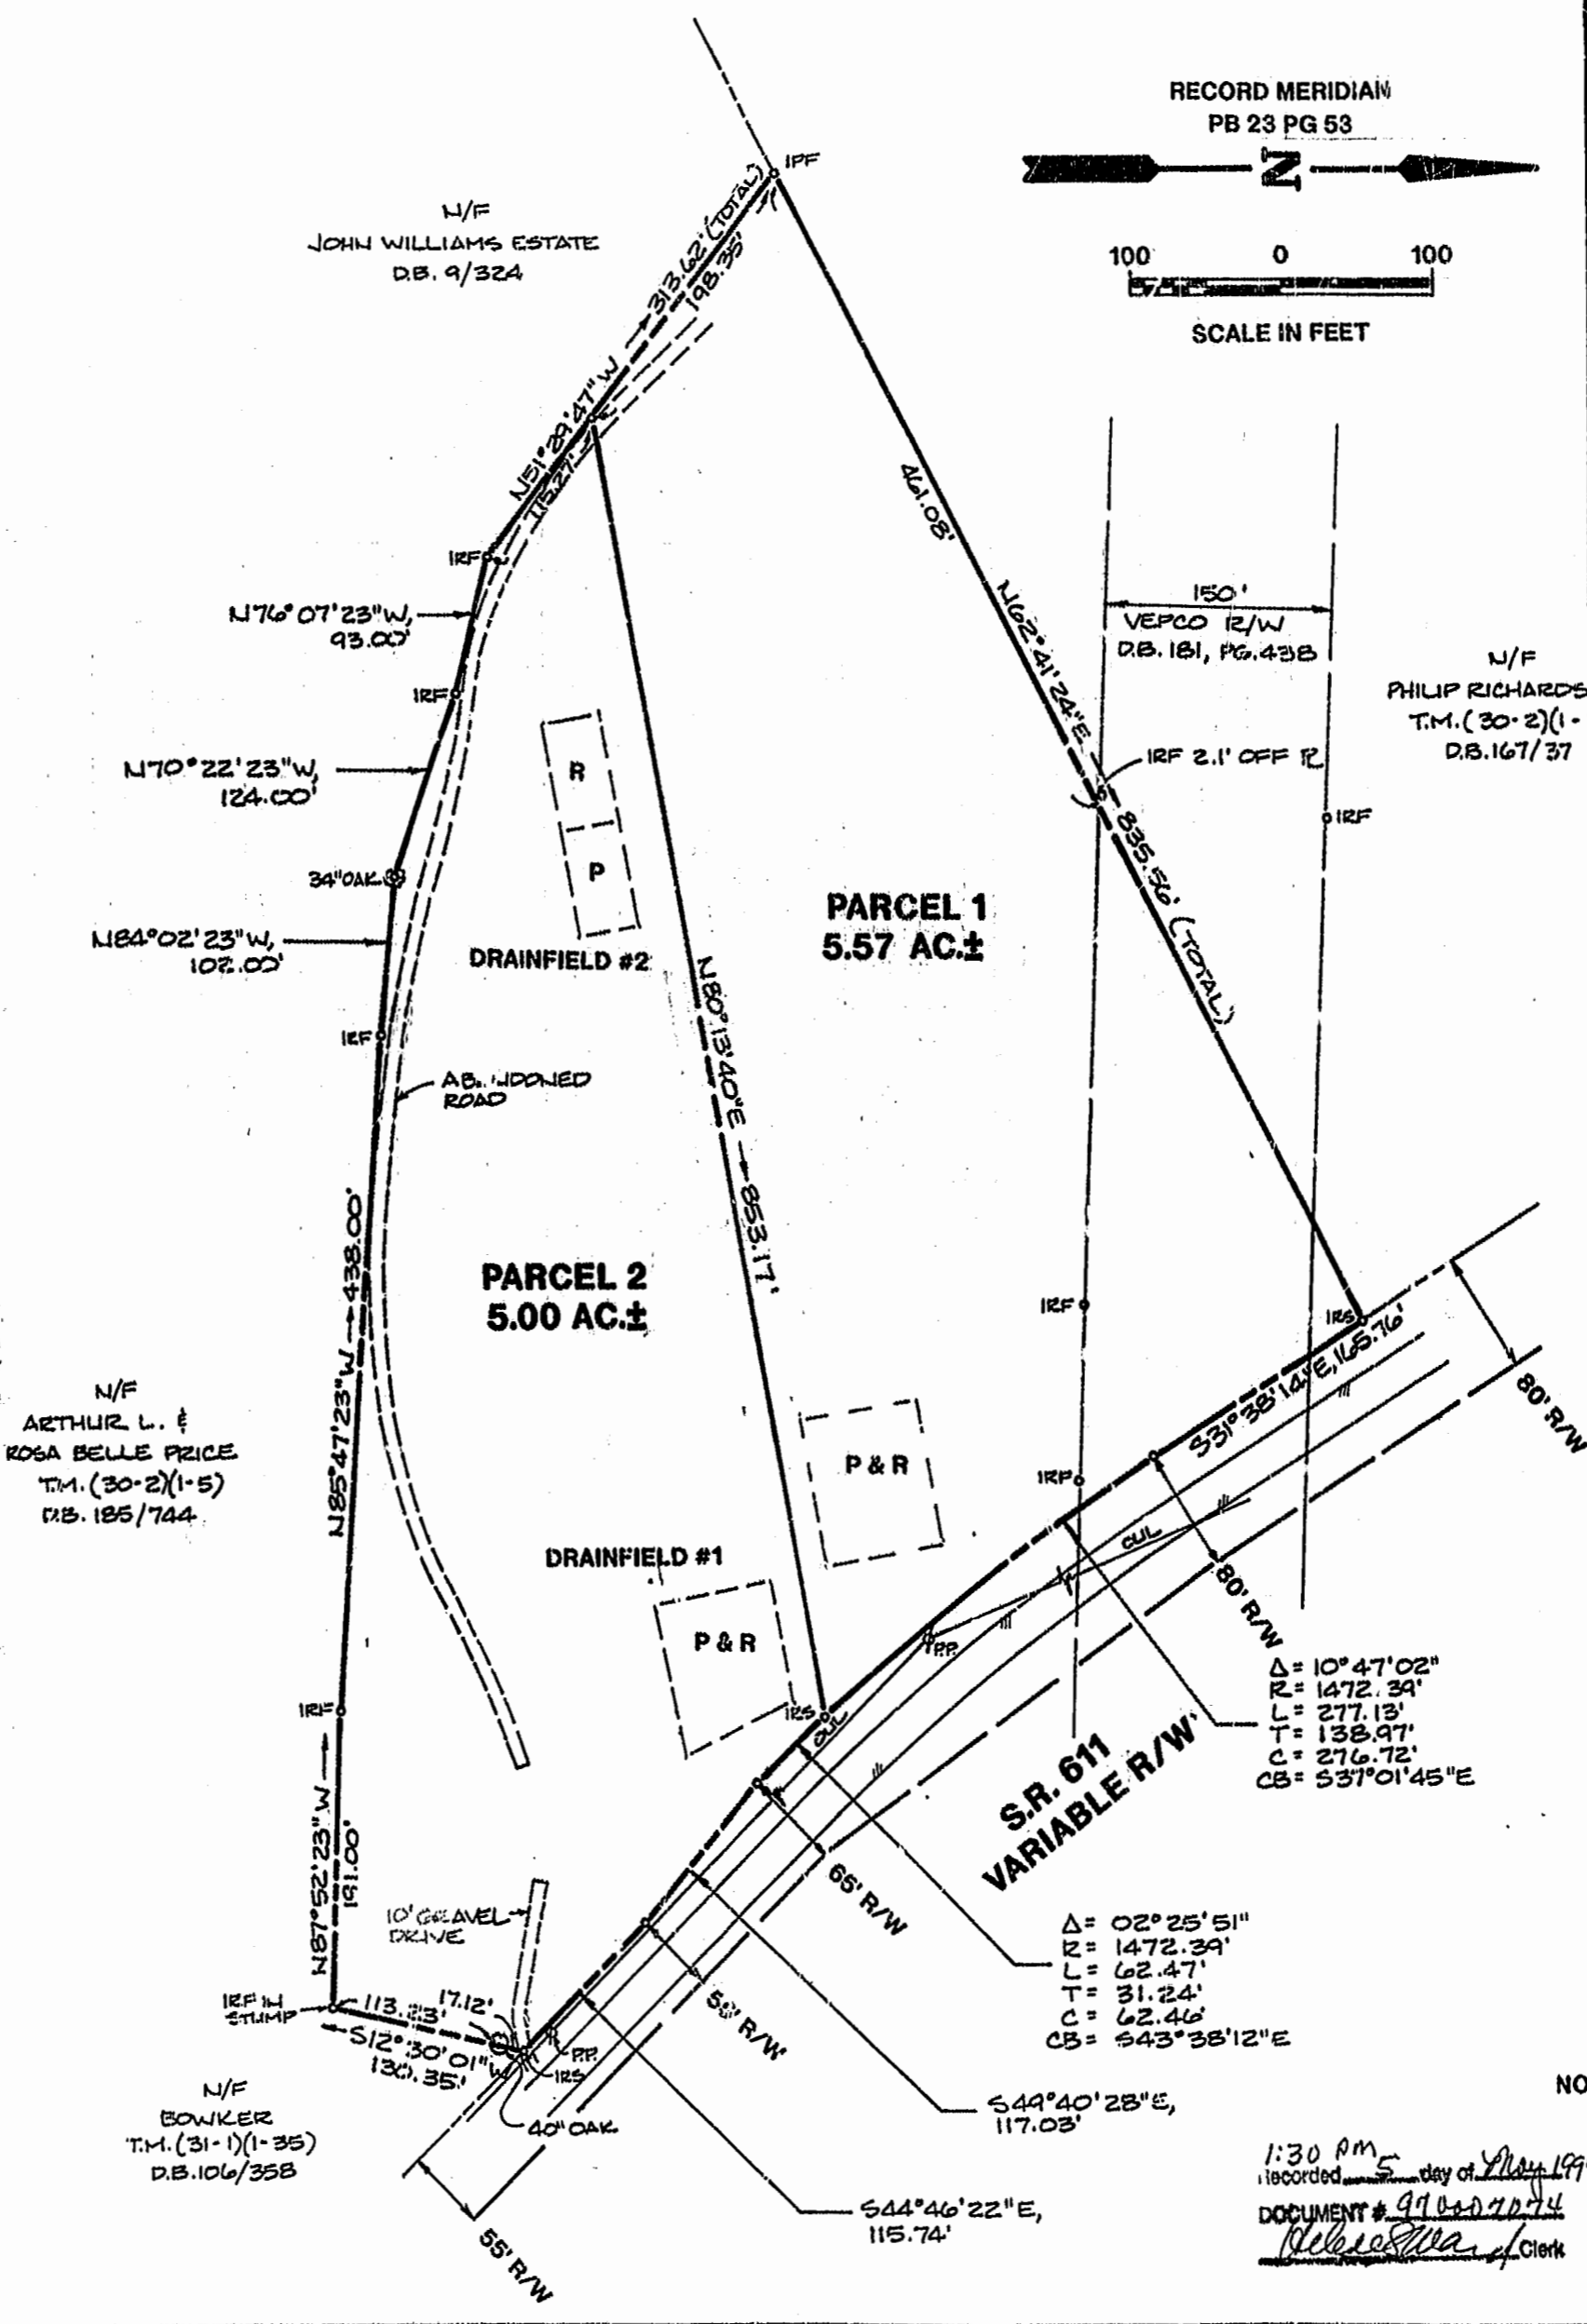 RECORD MERIDIAN
PB 23 PG 53
N
100 0 100
SCALE IN FEET
IPF
N/F
JOHN WILLIAMS ESTATE
D.B. 9/324
N51°29'47"W 313.62' (TOTAL)
198.35'
115.27'
IRF
N76°07'23"W,
93.00'
IRF
N70°22'23"W,
124.00'
34" OAK
N84°02'23"W,
102.00'
IRF
461.08'
N62°41'24"E 835.56' (TOTAL)
150'
VEPCO R/W
D.B. 181, PG. 438
N/F
PHILIP RICHARDS
T.M. (30-2)(1-
D.B. 167/37
IRF 2.1' OFF
IRF
R
P
DRAINFIELD #2
PARCEL 1
5.57 AC.±
N80°13'40"E 853.17'
ROAD
N85°47'23"W 438.00'
PARCEL 2
5.00 AC.±
IRF
IRS
S31°38'14"E, 165.76'
80' R/W
N/F
ARTHUR L. &
ROSA BELLE PRICE
T.M. (30-2)(1-5)
D.B. 185/744
P & R
IRF
DRAINFIELD #1
P & R
OUL
80' R/W
P.P.
IRF
IRS
OUL
Δ= 10°47'02"
R= 1472.39'
L= 277.13'
T= 138.97'
C= 276.72'
CB= S37°01'45"E
S.R. 611
VARIABLE R/W
N87°52'23"W
191.00'
65' R/W
10' GRAVEL
DRIVE
Δ= 02°25'51"
R= 1472.39'
L= 62.47'
T= 31.24'
C= 62.46'
CB= S43°38'12"E
R/W
IRF IN
STUMP
113.23'
17.12'
S12°30'01"W
130.35'
P.P.
IRS
40" OAK
S49°40'28"E,
117.03'
N/F
BOWKER
T.M. (31-1)(1-35)
D.B. 106/358
S44°46'22"E,
115.74'
55' R/W
NO
1:30 PM
Recorded 5 day of May 199
DOCUMENT #
Clerk